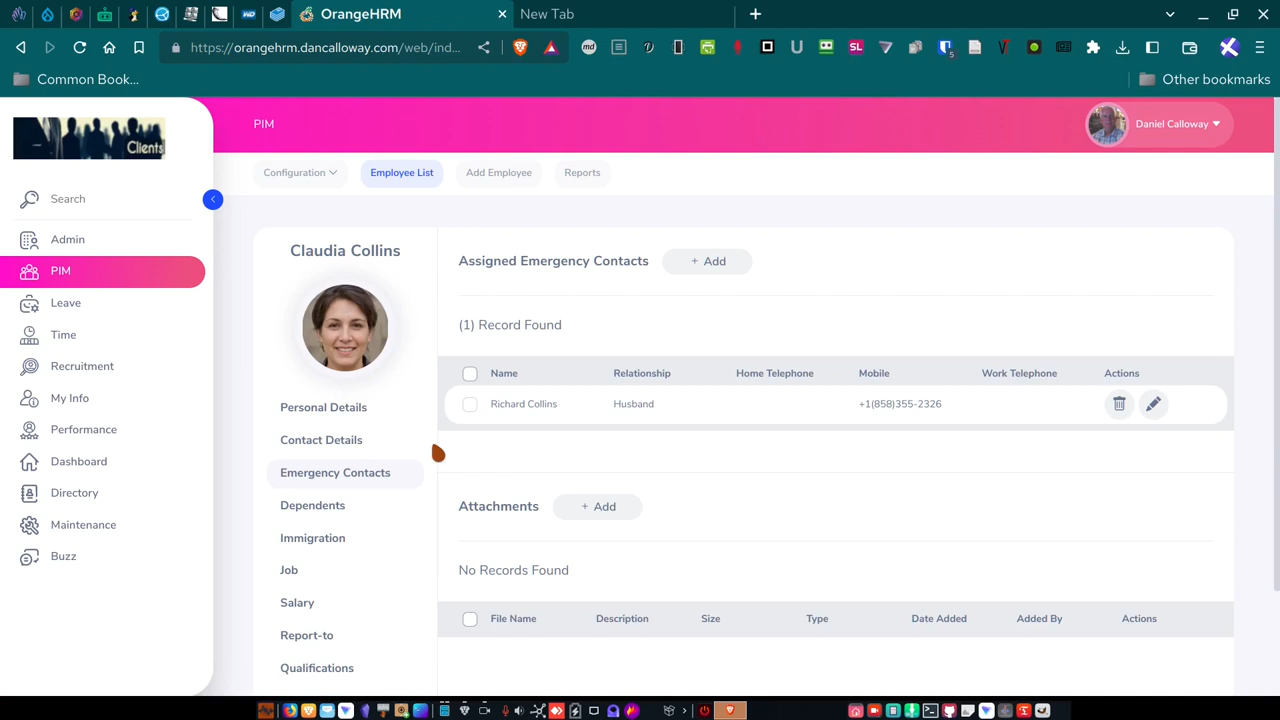 OrangeHRM
New Tab
https://orangehrm.dancalloway.com/web/ind...
Common Book...
Other bookmarks
Clients
PIM
Daniel Calloway
Search
Configuration
Employee List
Add Employee
Reports
Admin
PIM
Leave
Time
Recruitment
My Info
Performance
Dashboard
Directory
Maintenance
Buzz
Claudia Collins
Personal Details
Contact Details
Emergency Contacts
Dependents
Immigration
Job
Salary
Report-to
Qualifications
Assigned Emergency Contacts
+ Add
(1) Record Found
Name Relationship Home Telephone Mobile Work Telephone Actions
Richard Collins Husband +1(858)355-2326
Attachments
+ Add
No Records Found
File Name Description Size Type Date Added Added By Actions